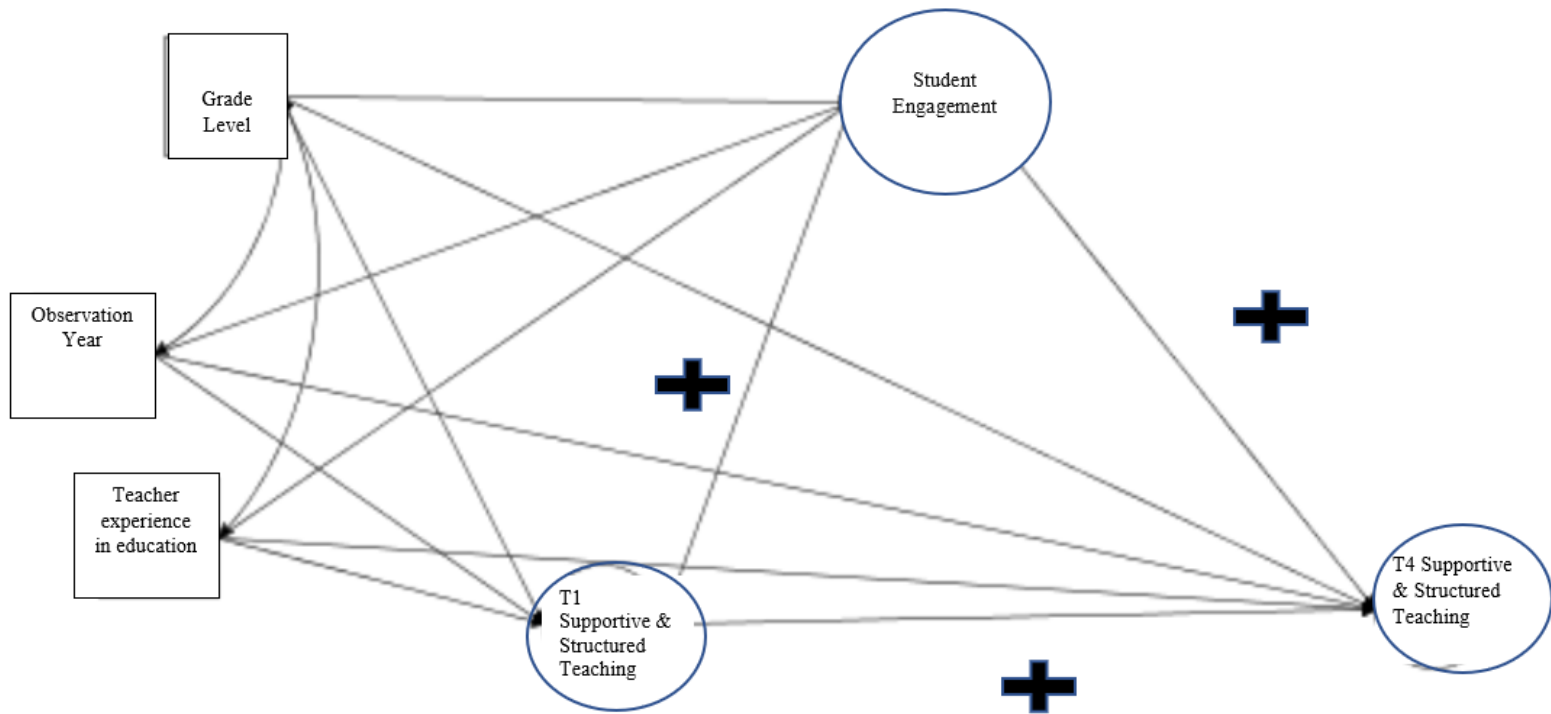 Grade
Level
Student
Engagement
Observation
Year
Teacher
experience
in education
T1
Supportive &
Structured
Teaching
T4 Supportive
& Structured
Teaching